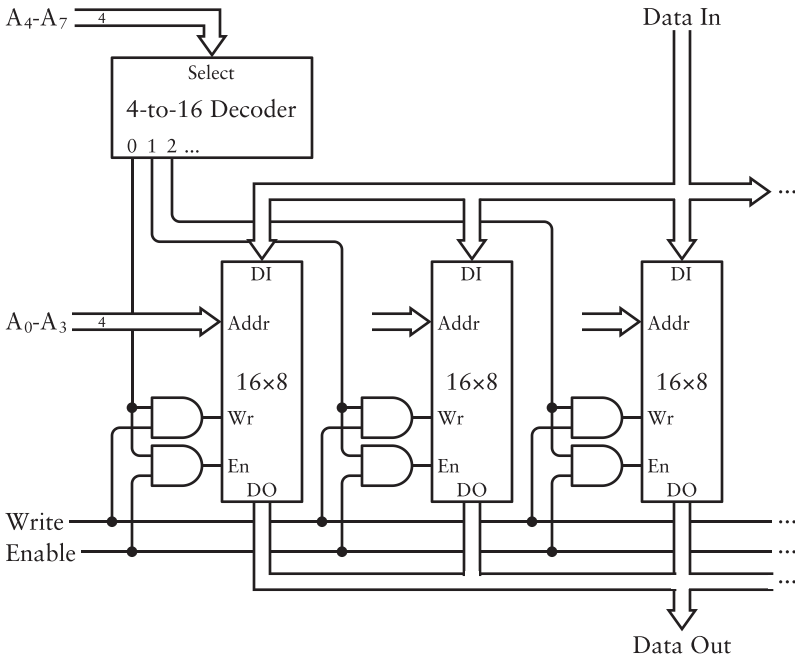 A₄-A₇ 4
Data In
Select
4-to-16 Decoder
0 1 2 ...
...
DI DI DI
A₀-A₃ 4 Addr Addr Addr
16×8 16×8 16×8
Wr Wr Wr
En En En
DO DO DO
Write ...
Enable ...
...
Data Out